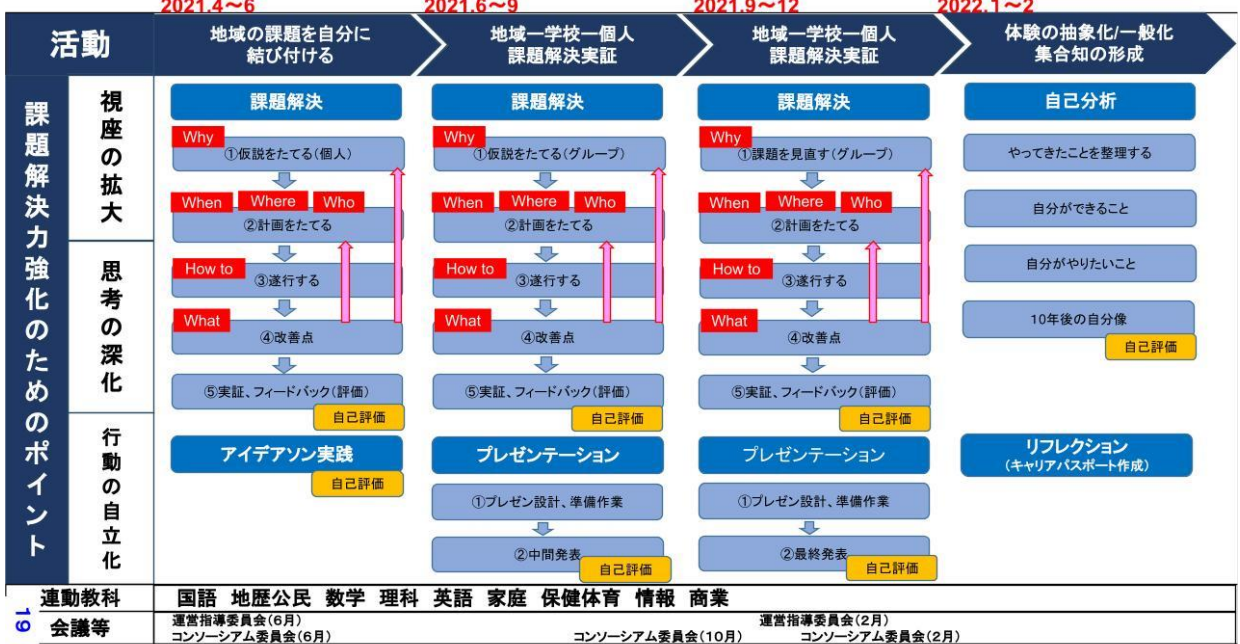 2021.4～6
2021.6～9
2021.9～12
2022.1～2
活動
地域の課題を自分に
結び付ける
地域ー学校ー個人
課題解決実証
地域ー学校ー個人
課題解決実証
体験の抽象化/一般化
集合知の形成
課題解決力強化のためのポイント
視座の拡大
思考の深化
行動の自立化
課題解決
Why
①仮説をたてる(個人)
When
Where
Who
②計画をたてる
How to
③遂行する
What
④改善点
⑤実証、フィードバック(評価)
自己評価
アイデアソン実践
自己評価
課題解決
Why
①仮説をたてる(グループ)
When
Where
Who
②計画をたてる
How to
③遂行する
What
④改善点
⑤実証、フィードバック(評価)
自己評価
プレゼンテーション
①プレゼン設計、準備作業
②中間発表
自己評価
課題解決
Why
①課題を見直す(グループ)
When
Where
Who
②計画をたてる
How to
③遂行する
What
④改善点
⑤実証、フィードバック(評価)
自己評価
プレゼンテーション
①プレゼン設計、準備作業
②最終発表
自己評価
自己分析
やってきたことを整理する
自分ができること
自分がやりたいこと
10年後の自分像
自己評価
リフレクション
(キャリアパスポート作成)
連動教科
国語 地歴公民 数学 理科 英語 家庭 保健体育 情報 商業
会議等
運営指導委員会(6月) 運営指導委員会(2月)
コンソーシアム委員会(6月) コンソーシアム委員会(10月) コンソーシアム委員会(2月)
19